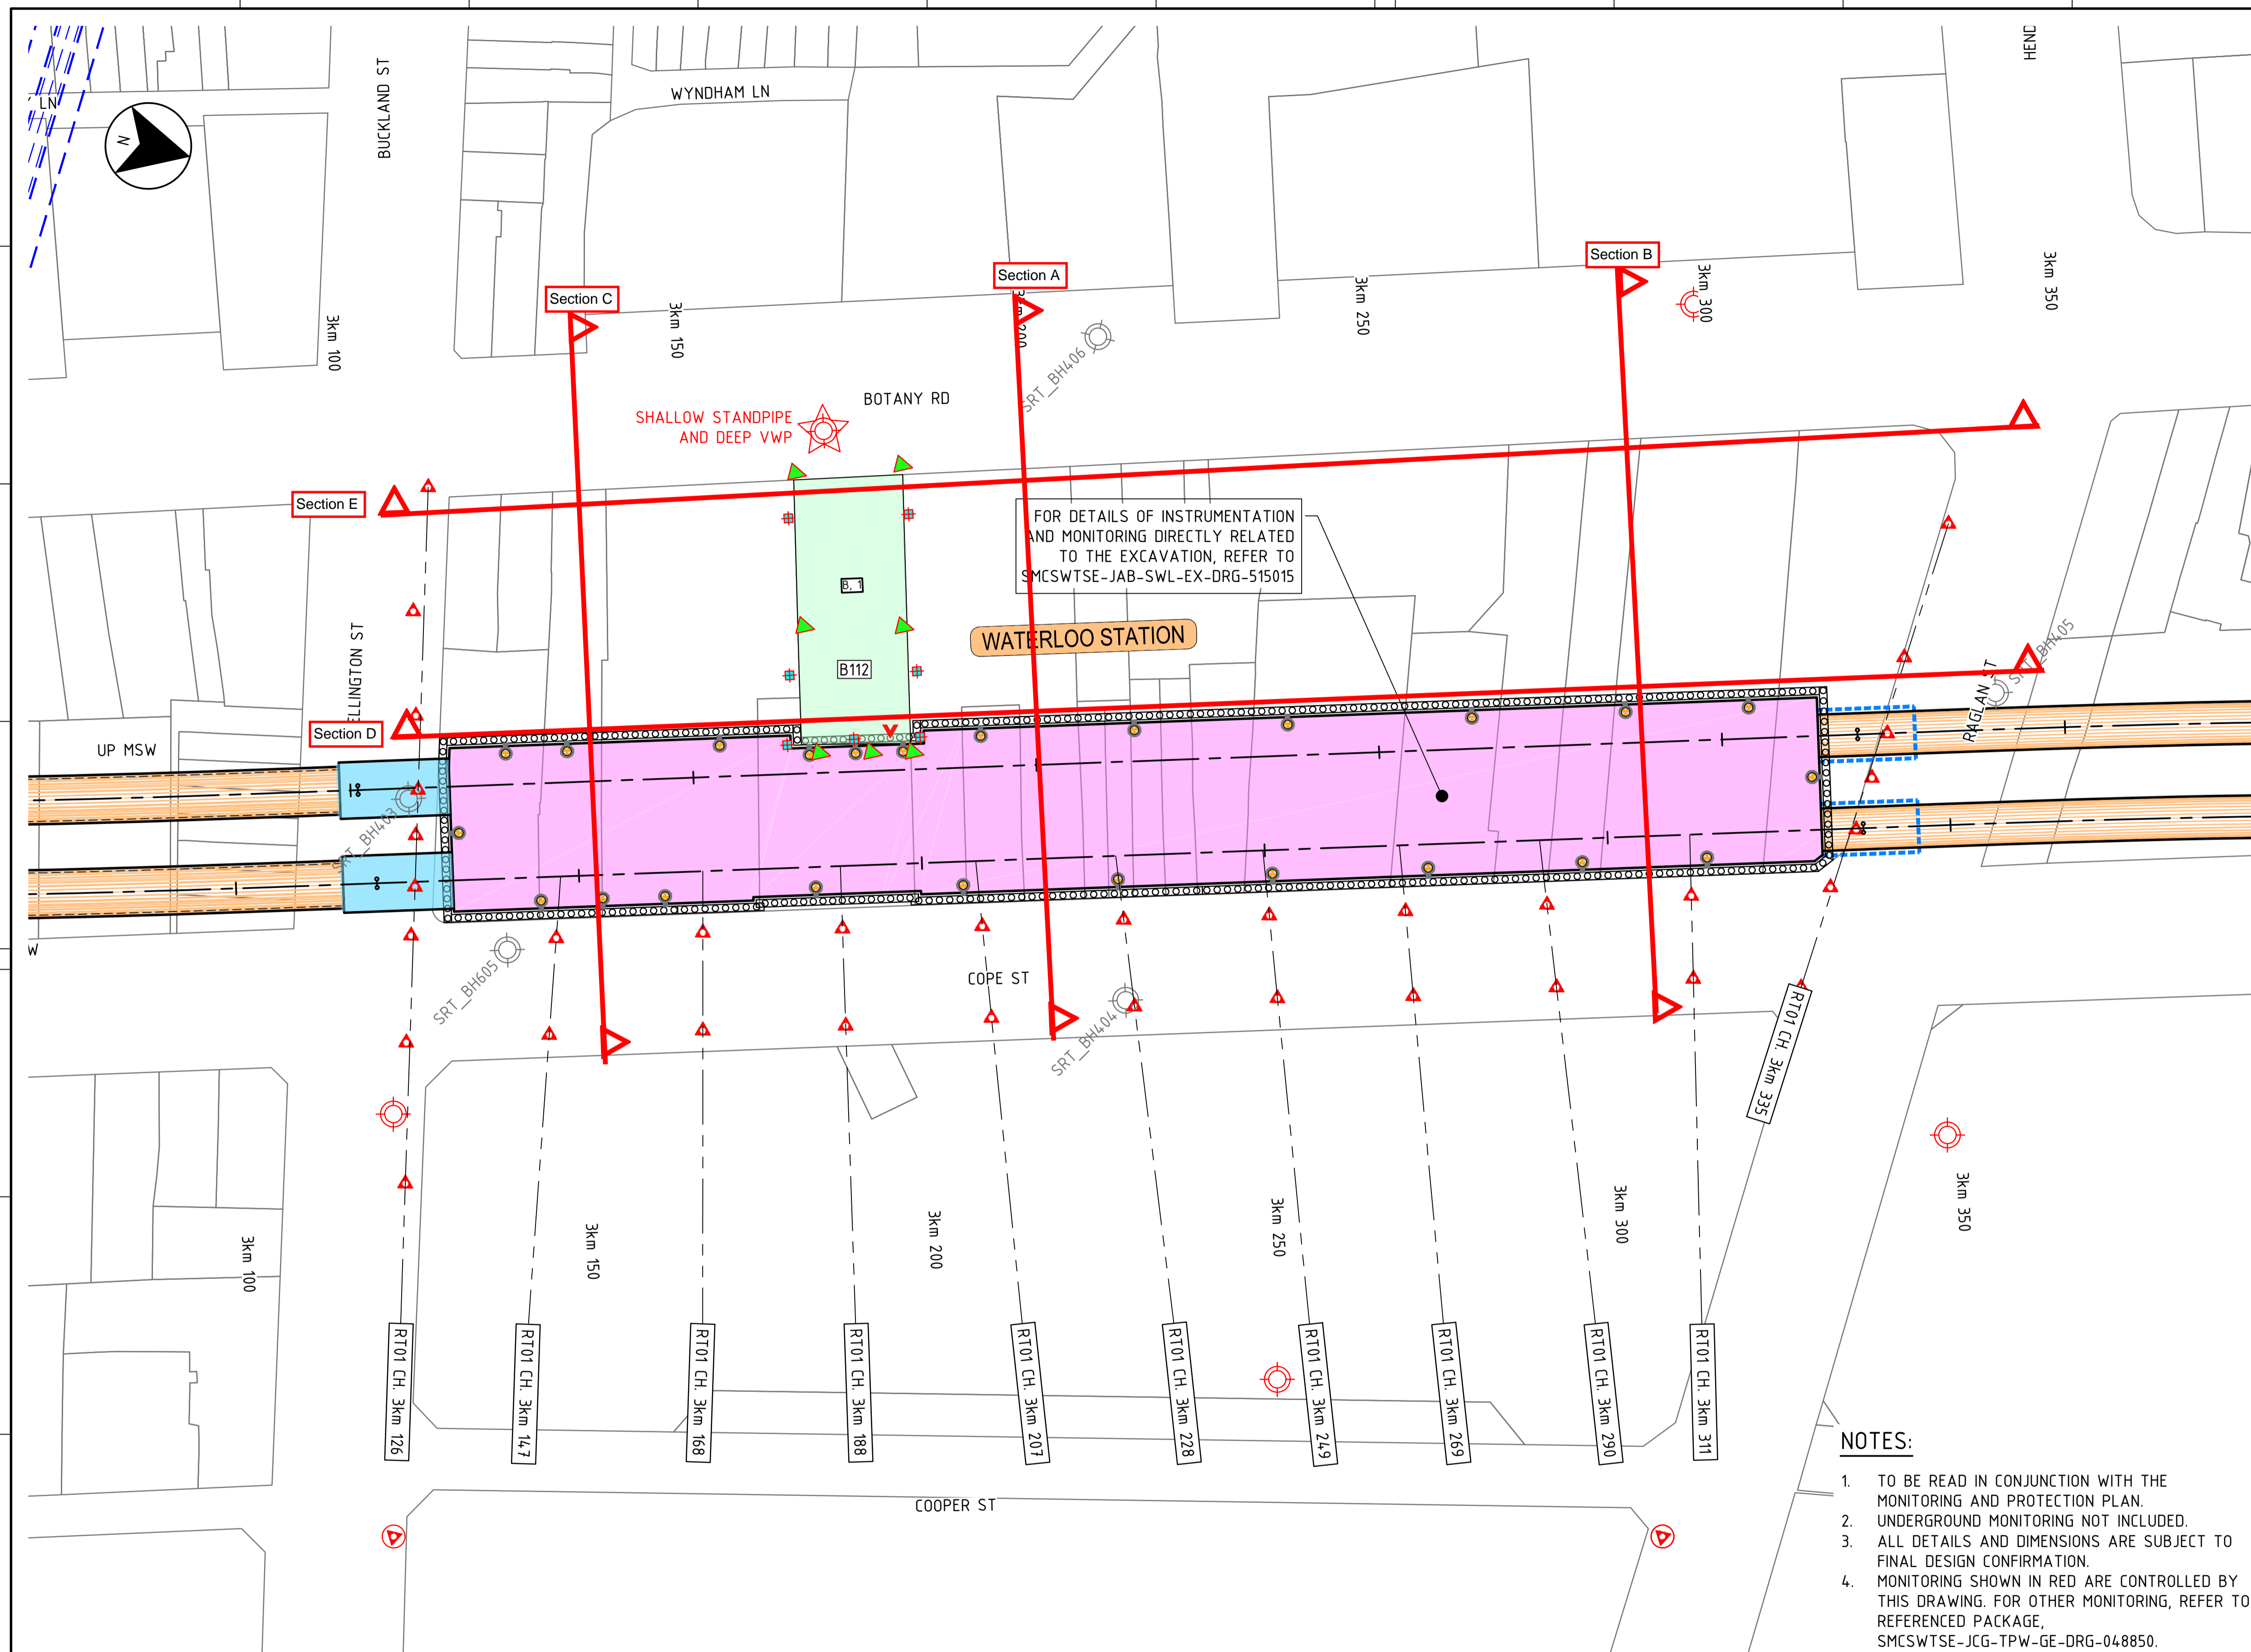 BUCKLAND ST
HEND
LN
WYNDHAM LN
N
Section C
Section A
Section B
3km 100
3km 150
3km 250
3km 300
3km 350
SRT_BH406
BOTANY RD
SHALLOW STANDPIPE
AND DEEP VWP
Section E
FOR DETAILS OF INSTRUMENTATION
AND MONITORING DIRECTLY RELATED
TO THE EXCAVATION, REFER TO
SMCSWTSE-JAB-SWL-EX-DRG-515015
B, 1
B112
WATERLOO STATION
ELLINGTON ST
Section D
UP MSW
RAGLAN ST
SRT_BH405
SRT_BH403
W
SRT_BH605
COPE ST
SRT_BH404
RT01 CH. 3km 335
3km 100
3km 150
3km 200
3km 250
3km 300
3km 350
RT01 CH. 3km 126
RT01 CH. 3km 147
RT01 CH. 3km 168
RT01 CH. 3km 188
RT01 CH. 3km 207
RT01 CH. 3km 228
RT01 CH. 3km 249
RT01 CH. 3km 269
RT01 CH. 3km 290
RT01 CH. 3km 311
COOPER ST
NOTES:
1. TO BE READ IN CONJUNCTION WITH THE
MONITORING AND PROTECTION PLAN.
2. UNDERGROUND MONITORING NOT INCLUDED.
3. ALL DETAILS AND DIMENSIONS ARE SUBJECT TO
FINAL DESIGN CONFIRMATION.
4. MONITORING SHOWN IN RED ARE CONTROLLED BY
THIS DRAWING. FOR OTHER MONITORING, REFER TO
REFERENCED PACKAGE,
SMCSWTSE-JCG-TPW-GE-DRG-048850.